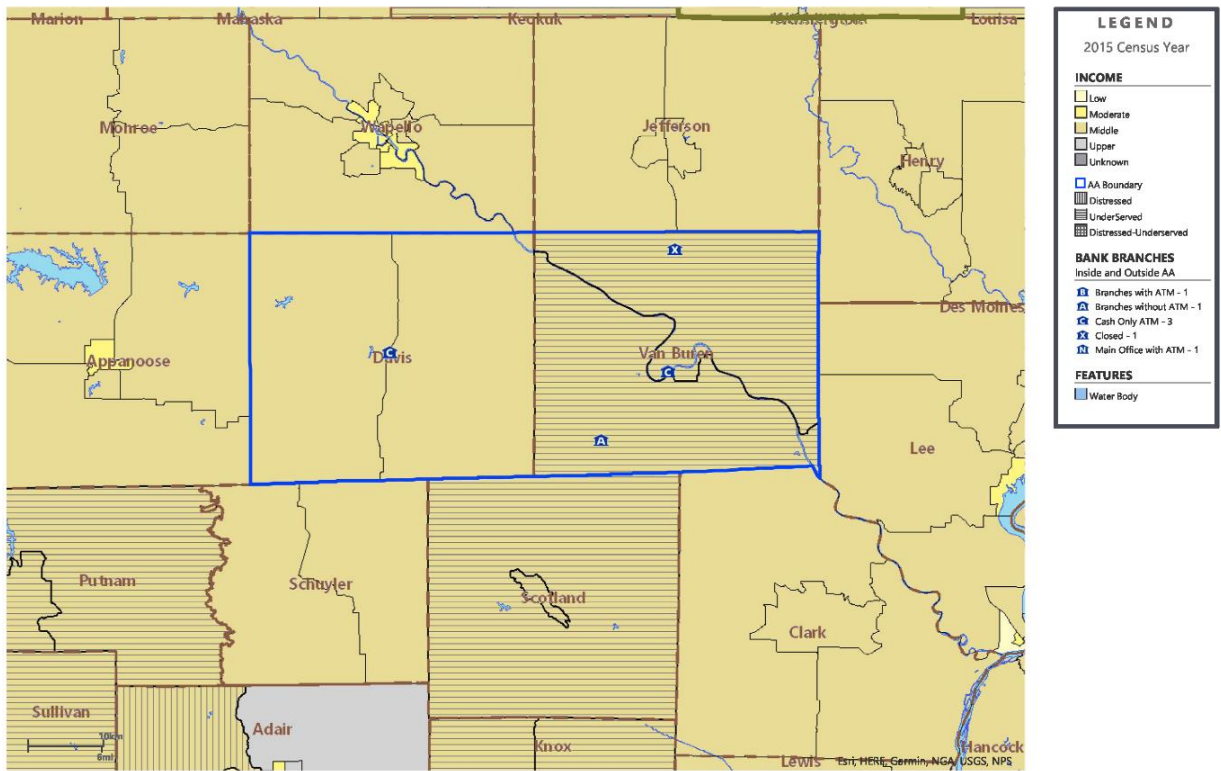 Marion
Mahaska
Keokuk
Washington
Louisa
Monroe
Wapello
Jefferson
Henry
Des Moines
Appanoose
Davis
Van Buren
Lee
Putnam
Schuyler
Scotland
Clark
Sullivan
Adair
Knox
Lewis
Hancock
10km
6mi
Esri, HERE, Garmin, NGA, USGS, NPS
X
C
C
A
LEGEND
2015 Census Year
INCOME
Low
Moderate
Middle
Upper
Unknown
AA Boundary
Distressed
UnderServed
Distressed-Underserved
BANK BRANCHES
Inside and Outside AA
B Branches with ATM - 1
A Branches without ATM - 1
C Cash Only ATM - 3
X Closed - 1
N Main Office with ATM - 1
FEATURES
Water Body